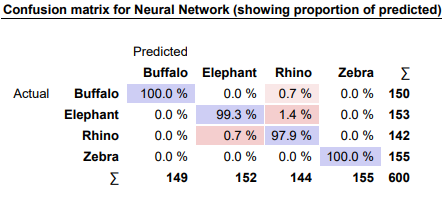 Confusion matrix for Neural Network (showing proportion of predicted)
Predicted
Buffalo Elephant Rhino Zebra ∑
Actual Buffalo 100.0 % 0.0 % 0.7 % 0.0 % 150
Elephant 0.0 % 99.3 % 1.4 % 0.0 % 153
Rhino 0.0 % 0.7 % 97.9 % 0.0 % 142
Zebra 0.0 % 0.0 % 0.0 % 100.0 % 155
∑ 149 152 144 155 600